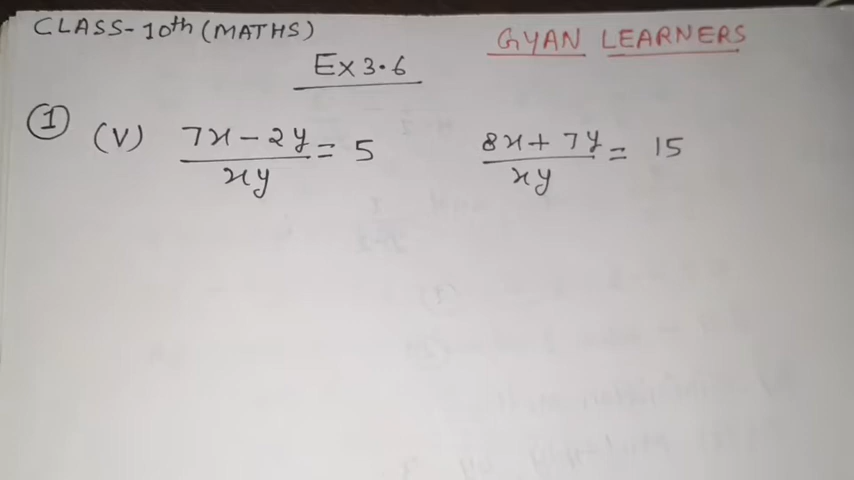 CLASS-10th (MATHS) GYAN LEARNERS
Ex 3.6
1 (V) (7x - 2y)/(xy) = 5 (8x + 7y)/(xy) = 15